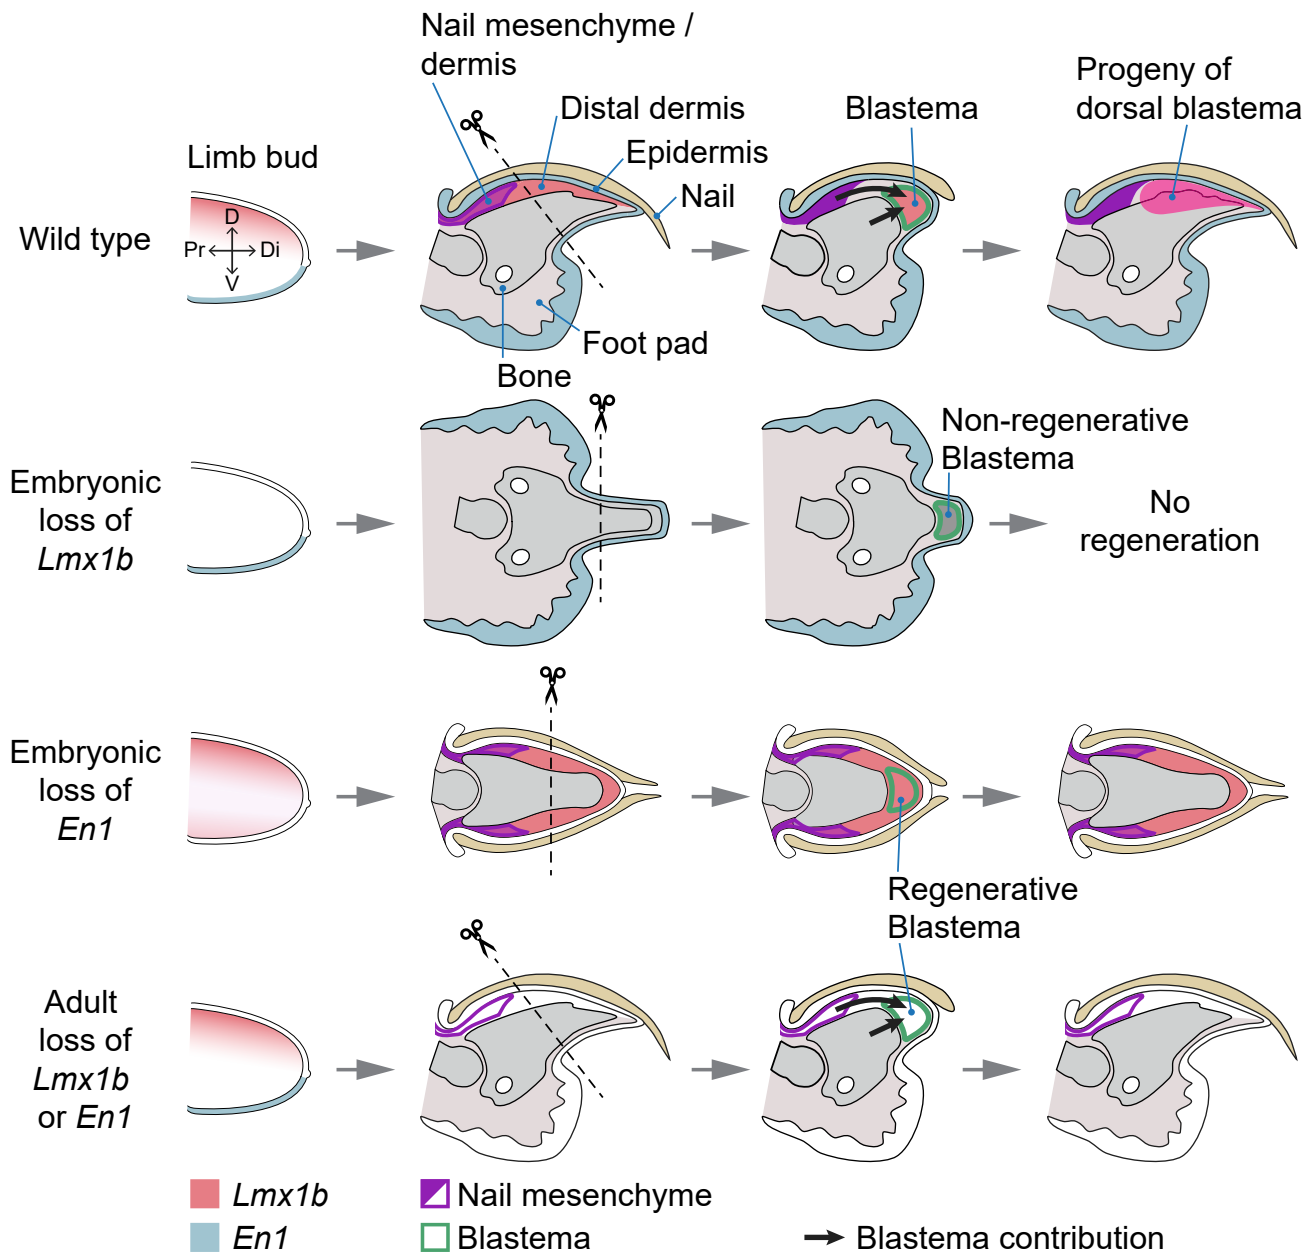 Nail mesenchyme /
dermis
Distal dermis
Epidermis
Nail
Blastema
Progeny of
dorsal blastema
Limb bud
Wild type
D
Pr
Di
V
Foot pad
Bone
Embryonic
loss of
Lmx1b
Non-regenerative
Blastema
No
regeneration
Embryonic
loss of
En1
Regenerative
Blastema
Adult
loss of
Lmx1b
or En1
Lmx1b
Nail mesenchyme
En1
Blastema
Blastema contribution